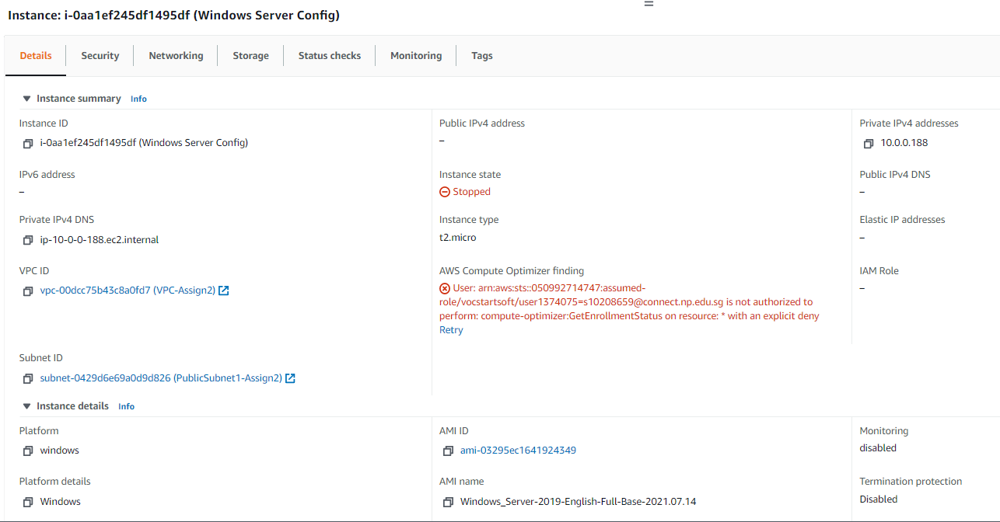 Instance: i-0aa1ef245df1495df (Windows Server Config)
Details
Security
Networking
Storage
Status checks
Monitoring
Tags
Instance summary Info
Instance ID
i-0aa1ef245df1495df (Windows Server Config)
Public IPv4 address
–
Private IPv4 addresses
10.0.0.188
IPv6 address
–
Instance state
Stopped
Public IPv4 DNS
–
Private IPv4 DNS
ip-10-0-0-188.ec2.internal
Instance type
t2.micro
Elastic IP addresses
–
VPC ID
vpc-00dcc75b43c8a0fd7 (VPC-Assign2)
AWS Compute Optimizer finding
User: arn:aws:sts::050992714747:assumed-
role/vocstartsoft/user1374075=s10208659@connect.np.edu.sg is not authorized to
perform: compute-optimizer:GetEnrollmentStatus on resource: * with an explicit deny
Retry
IAM Role
–
Subnet ID
subnet-0429d6e69a0d9d826 (PublicSubnet1-Assign2)
Instance details Info
Platform
windows
AMI ID
ami-03295ec1641924349
Monitoring
disabled
Platform details
Windows
AMI name
Windows_Server-2019-English-Full-Base-2021.07.14
Termination protection
Disabled